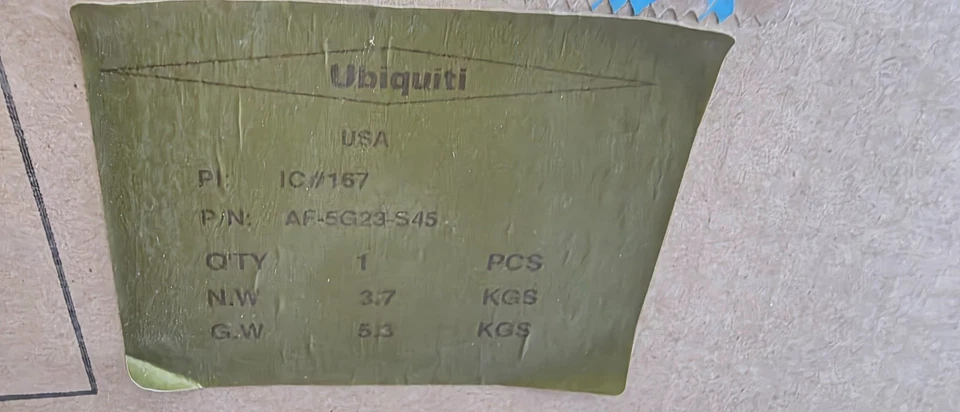 Ubiquiti
USA
PI: IC#167
P/N: AF-5G23-S45
Q'TY 1 PCS
N.W 3.7 KGS
G.W 5.3 KGS